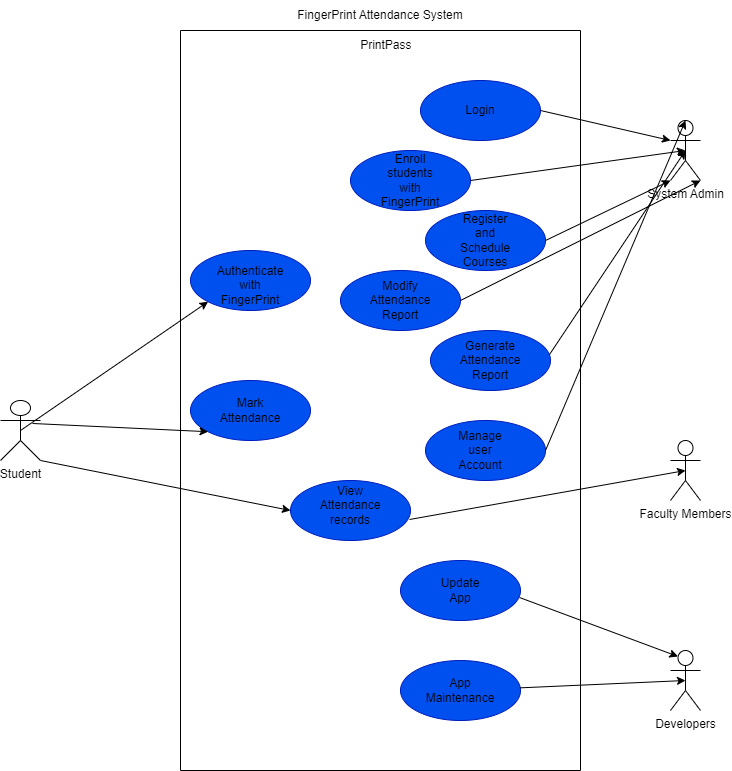 FingerPrint Attendance System
PrintPass
Login
Enroll
students
with
FingerPrint
System Admin
Register
and
Schedule
Courses
Authenticate
with
FingerPrint
Modify
Attendance
Report
Generate
Attendance
Report
Mark
Attendance
Manage
user
Account
Student
View
Attendance
records
Faculty Members
Update
App
App
Maintenance
Developers